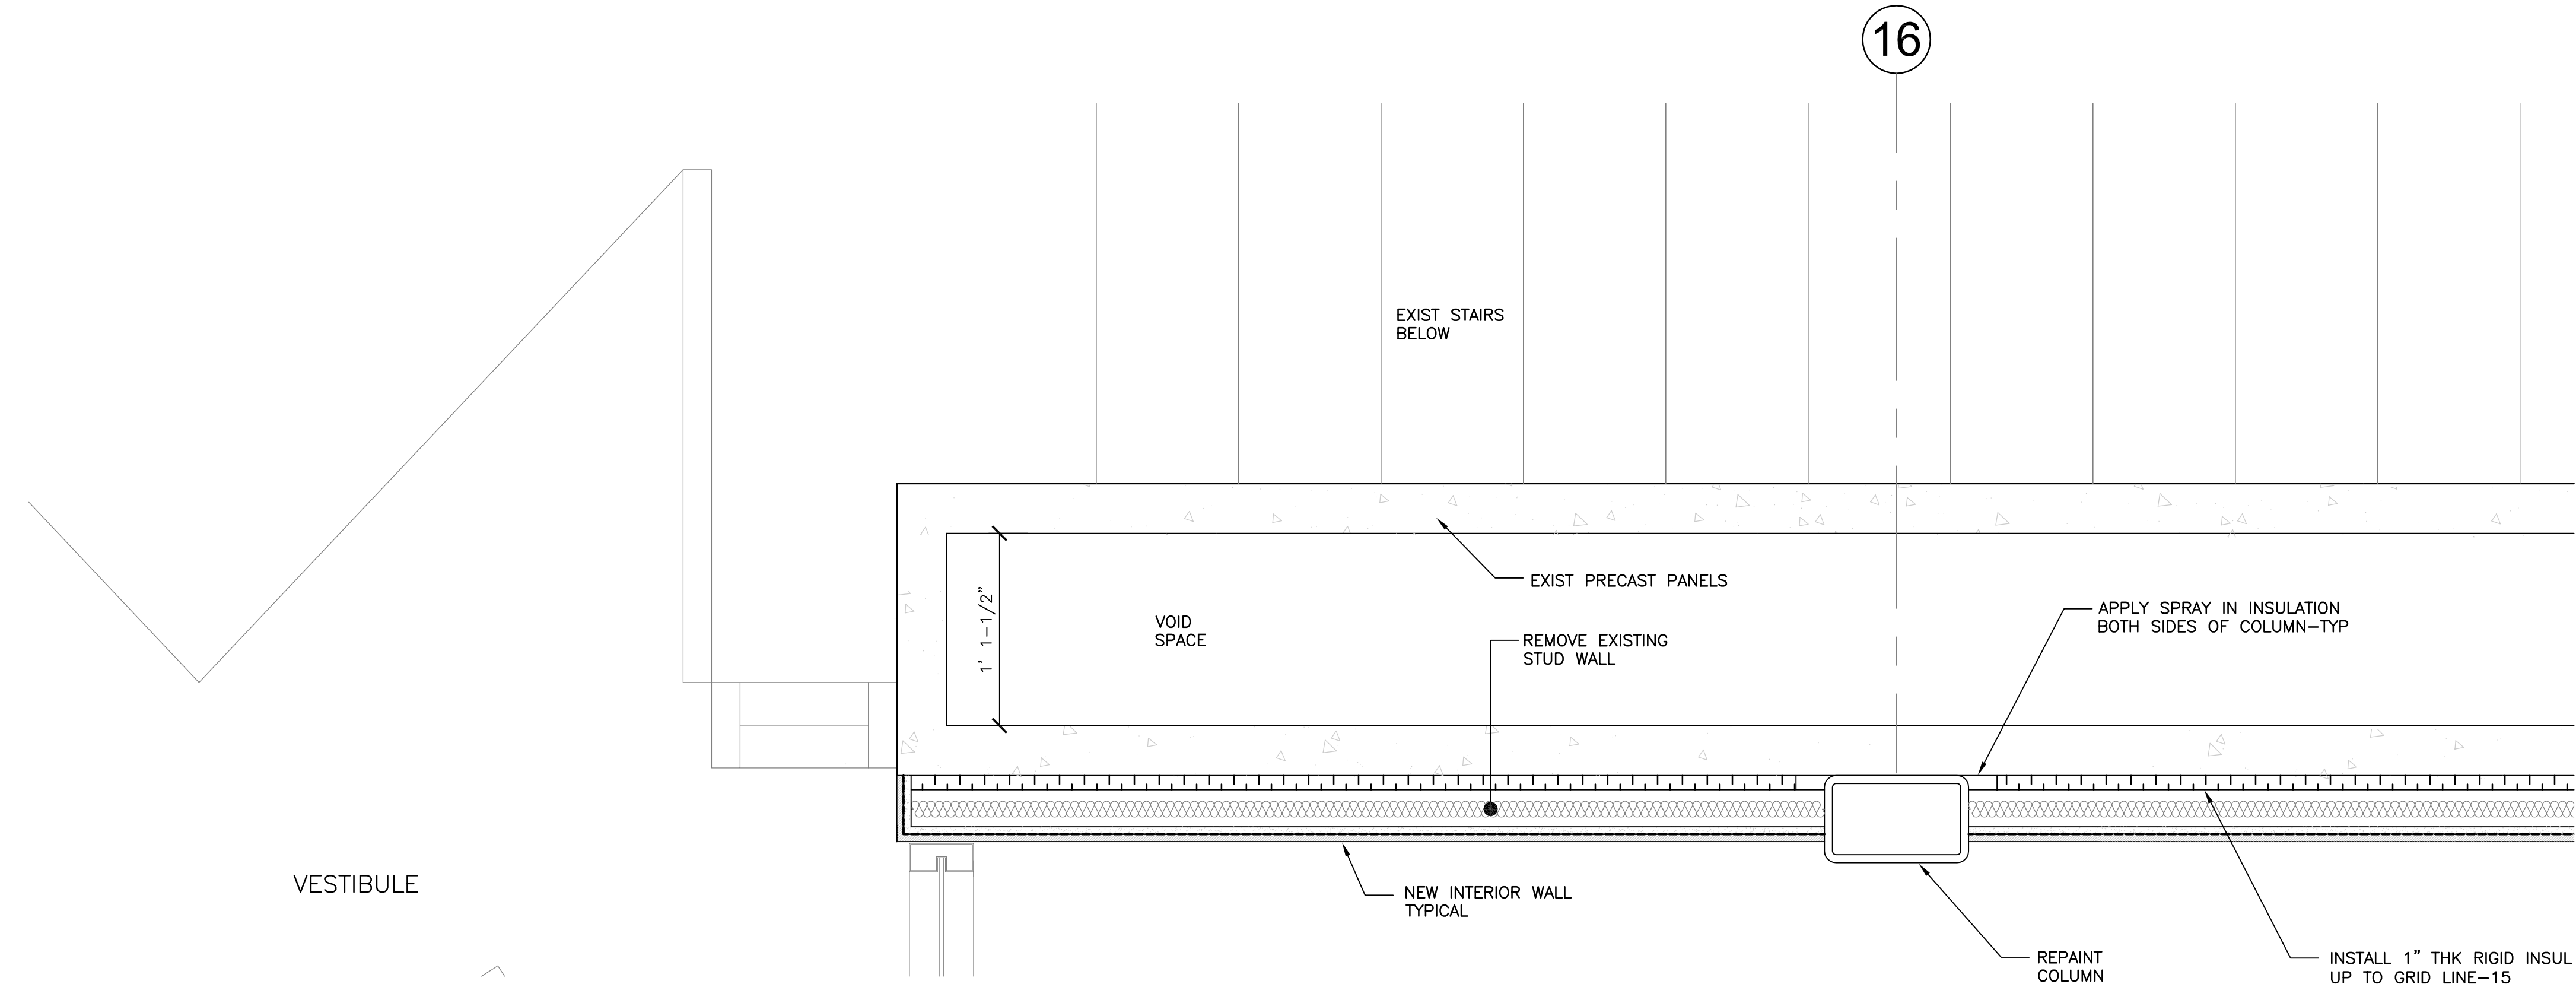 16
EXIST STAIRS
BELOW
EXIST PRECAST PANELS
1' 1-1/2"
VOID
SPACE
REMOVE EXISTING
STUD WALL
APPLY SPRAY IN INSULATION
BOTH SIDES OF COLUMN-TYP
VESTIBULE
NEW INTERIOR WALL
TYPICAL
REPAINT
COLUMN
INSTALL 1" THK RIGID INSUL
UP TO GRID LINE-15